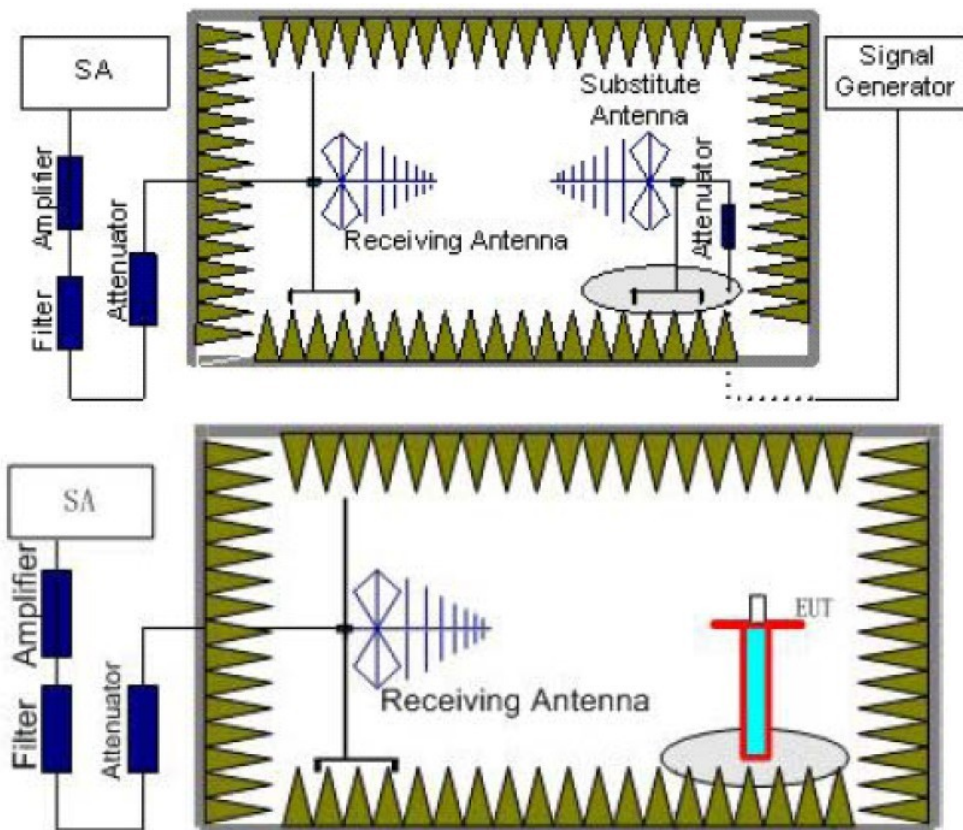 SA
Signal
Generator
Substitute
Antenna
Amplifier
Attenuator
Attenuator
Receiving Antenna
Filter
SA
Amplifier
EUT
Receiving Antenna
Filter
Attenuator